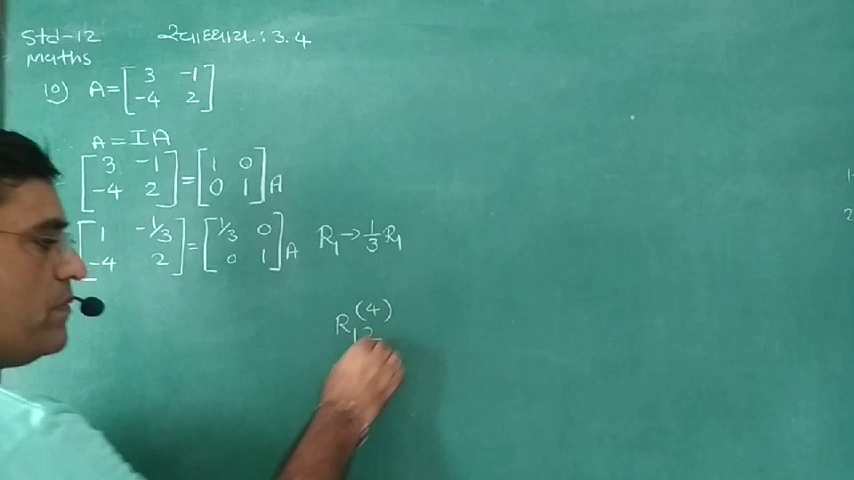 Std-12 સ્વાધ્યાય : 3.4
maths
10) A = [ 3 -1
-4 2 ]
∴ A = IA
[ 3 -1 = [ 1 0
-4 2 ] 0 1 ] A
[ 1 -1/3 = [ 1/3 0 R₁ → 1/3 R₁
-4 2 ] 0 1 ] A
R₁₂(4)